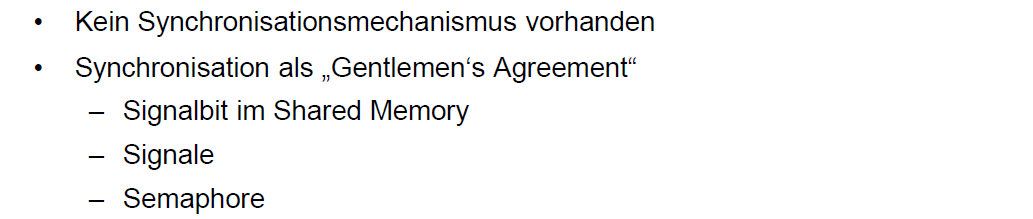 • Kein Synchronisationsmechanismus vorhanden
• Synchronisation als „Gentlemen‘s Agreement“
– Signalbit im Shared Memory
– Signale
– Semaphore